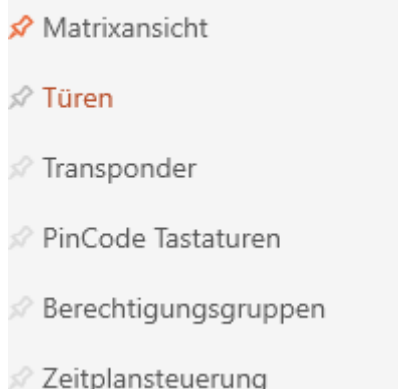 Matrixansicht
Türen
Transponder
PinCode Tastaturen
Berechtigungsgruppen
Zeitplansteuerung